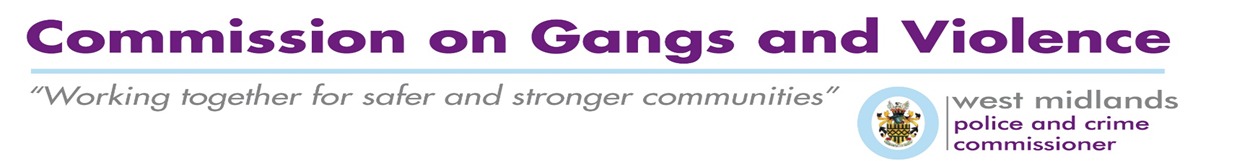 Commission on Gangs and Violence
“Working together for safer and stronger communities”
west midlands
police and crime
commissioner